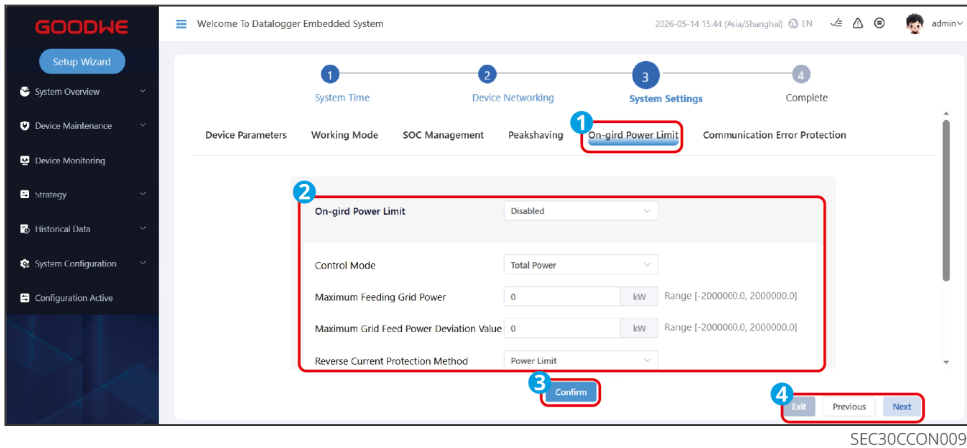 GOODWE
Welcome To Datalogger Embedded System
2026-05-14 15:44 (Asia/Shanghai) EN
admin
Setup Wizard
System Overview
Device Maintenance
Device Monitoring
Strategy
Historical Data
System Configuration
Configuration Active
1 2 3 4
System Time Device Networking System Settings Complete
1
Device Parameters Working Mode SOC Management Peakshaving On-gird Power Limit Communication Error Protection
2
On-gird Power Limit Disabled
Control Mode Total Power
Maximum Feeding Grid Power 0 kW Range [-2000000.0, 2000000.0]
Maximum Grid Feed Power Deviation Value 0 kW Range [-2000000.0, 2000000.0]
Reverse Current Protection Method Power Limit
3
Confirm
4
Exit Previous Next
SEC30CCON009